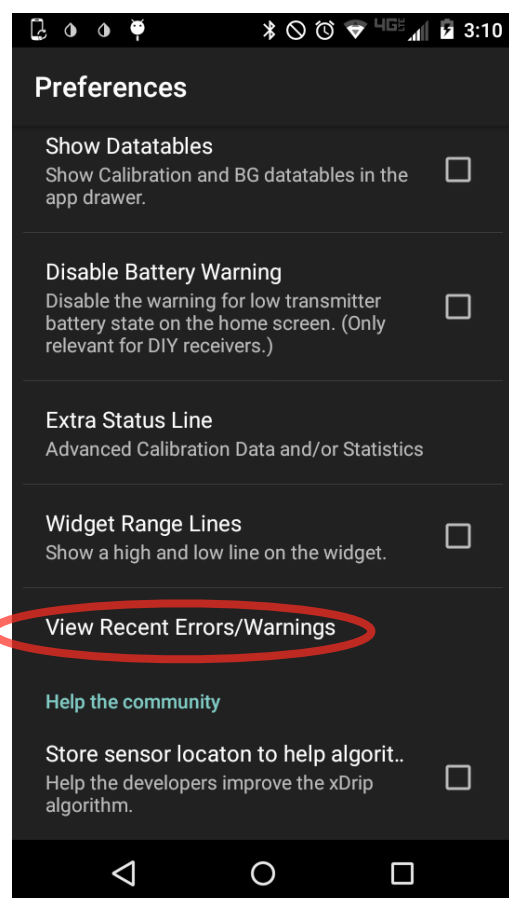 4G 3:10
Preferences
Show Datatables
Show Calibration and BG datatables in the
app drawer.
Disable Battery Warning
Disable the warning for low transmitter
battery state on the home screen. (Only
relevant for DIY receivers.)
Extra Status Line
Advanced Calibration Data and/or Statistics
Widget Range Lines
Show a high and low line on the widget.
View Recent Errors/Warnings
Help the community
Store sensor locaton to help algorit..
Help the developers improve the xDrip
algorithm.